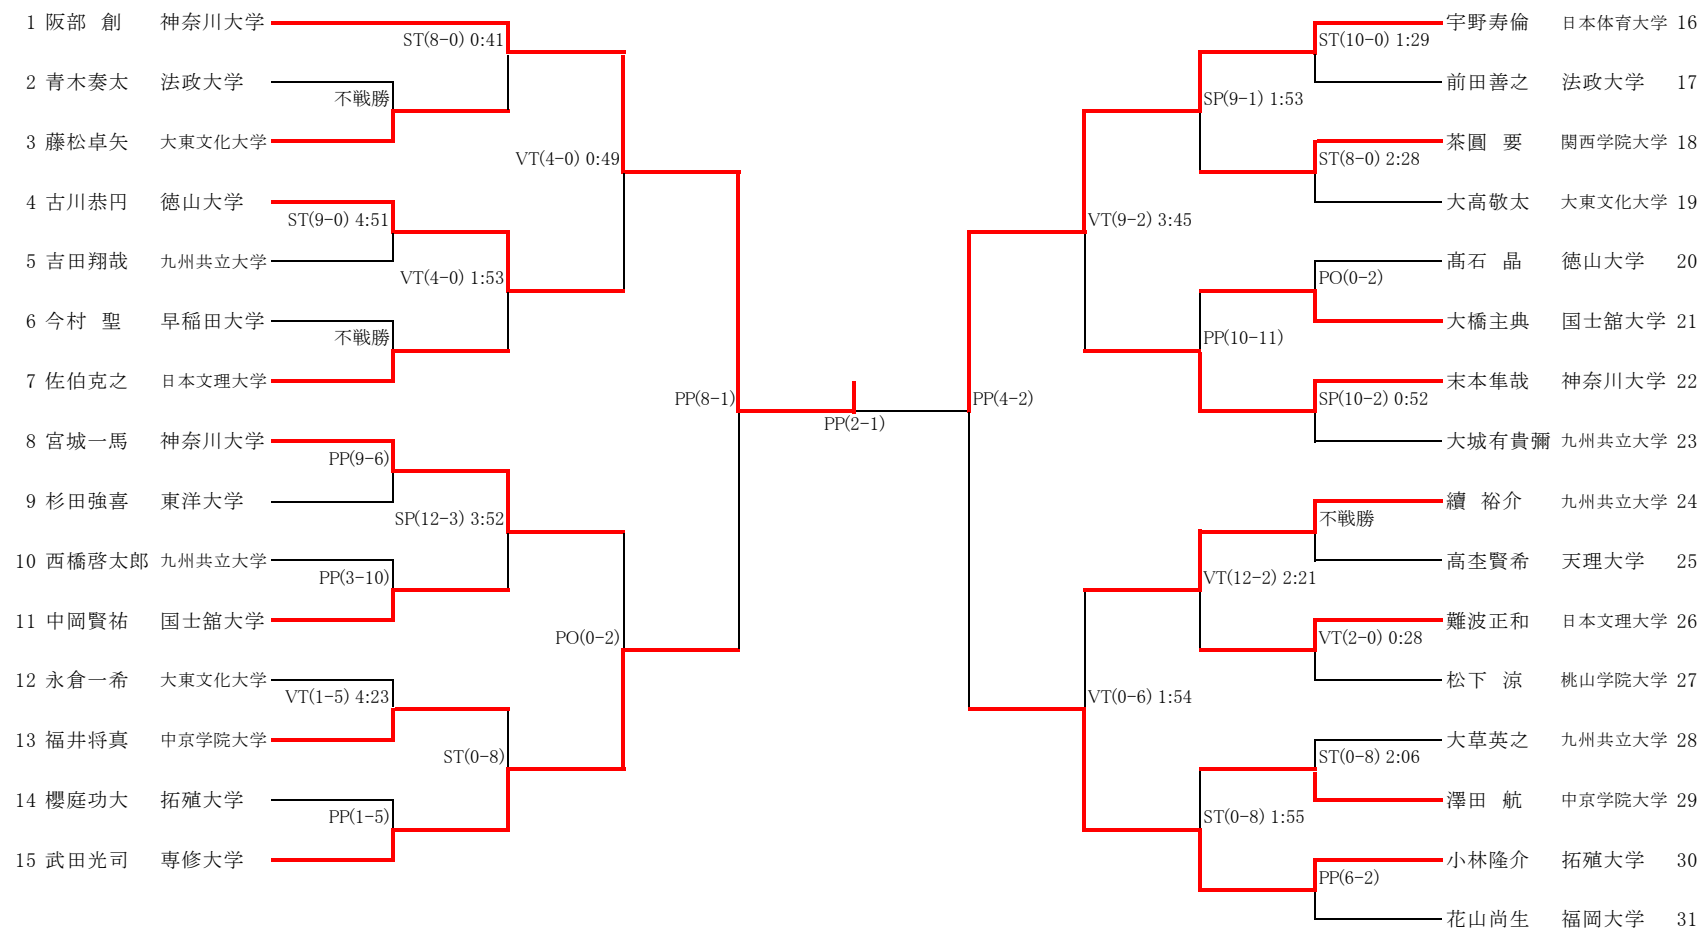 1 阪部 創 神奈川大学
ST(8-0) 0:41
2 青木奏太 法政大学
不戦勝
3 藤松卓矢 大東文化大学
VT(4-0) 0:49
4 古川恭円 徳山大学
ST(9-0) 4:51
5 吉田翔哉 九州共立大学
VT(4-0) 1:53
6 今村 聖 早稲田大学
不戦勝
7 佐伯克之 日本文理大学
PP(8-1)
8 宮城一馬 神奈川大学
PP(9-6)
9 杉田強喜 東洋大学
SP(12-3) 3:52
10 西橋啓太郎 九州共立大学
PP(3-10)
11 中岡賢祐 国士舘大学
PO(0-2)
12 永倉一希 大東文化大学
VT(1-5) 4:23
13 福井将真 中京学院大学
ST(0-8)
14 櫻庭功大 拓殖大学
PP(1-5)
15 武田光司 専修大学
PP(2-1)
宇野寿倫 日本体育大学 16
ST(10-0) 1:29
前田善之 法政大学 17
SP(9-1) 1:53
茶圓 要 関西学院大学 18
ST(8-0) 2:28
大高敬太 大東文化大学 19
VT(9-2) 3:45
髙石 晶 徳山大学 20
PO(0-2)
大橋主典 国士舘大学 21
PP(10-11)
末本隼哉 神奈川大学 22
SP(10-2) 0:52
大城有貴彌 九州共立大学 23
PP(4-2)
續 裕介 九州共立大学 24
不戦勝
高杢賢希 天理大学 25
VT(12-2) 2:21
難波正和 日本文理大学 26
VT(2-0) 0:28
松下 涼 桃山学院大学 27
VT(0-6) 1:54
大草英之 九州共立大学 28
ST(0-8) 2:06
澤田 航 中京学院大学 29
ST(0-8) 1:55
小林隆介 拓殖大学 30
PP(6-2)
花山尚生 福岡大学 31